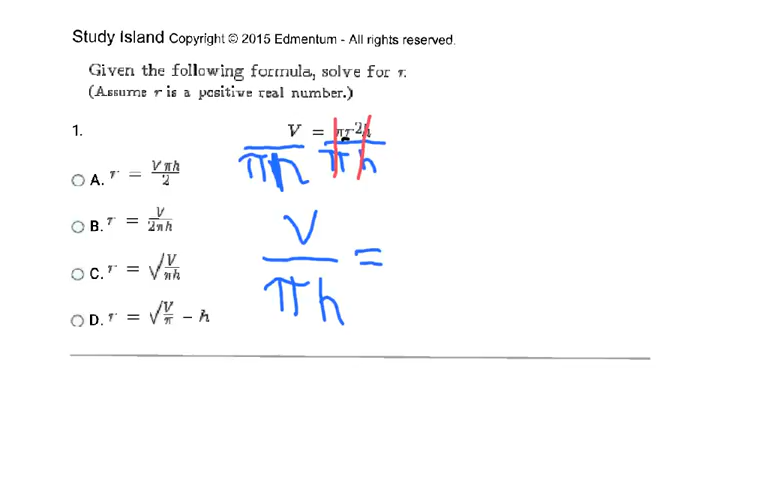 Study Island Copyright © 2015 Edmentum - All rights reserved.
Given the following formula, solve for r.
(Assume r is a positive real number.)
1.
V = πr²h
πh πh
A. r = Vπh/2
B. r = V/2πh
C. r = √(V/πh)
D. r = √(V/π) - h
V/πh =